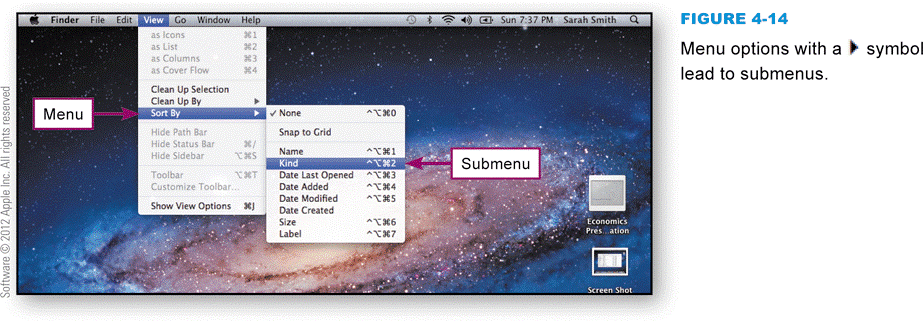 Finder File Edit View Go Window Help Sun 7:37 PM Sarah Smith
as Icons ⌘1
as List ⌘2
as Columns ⌘3
as Cover Flow ⌘4
Clean Up Selection
Clean Up By
Sort By
Hide Path Bar
Hide Status Bar ⌘/
Hide Sidebar ⌥⌘S
Toolbar ⌥⌘T
Customize Toolbar...
Show View Options ⌘J
✓ None ^⌥⌘0
Snap to Grid
Name ^⌥⌘1
Kind ^⌥⌘2
Date Last Opened ^⌥⌘3
Date Added ^⌥⌘4
Date Modified ^⌥⌘5
Date Created
Size ^⌥⌘6
Label ^⌥⌘7
Menu
Submenu
Economics
Pres...ation
Screen Shot
Software © 2012 Apple Inc. All rights reserved
FIGURE 4-14
Menu options with a ▶ symbol
lead to submenus.